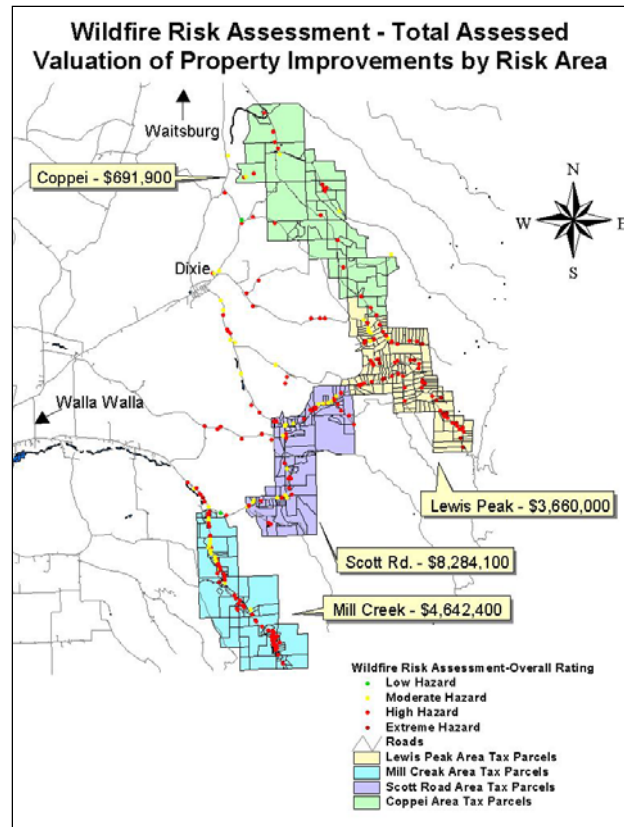 Wildfire Risk Assessment - Total Assessed
Valuation of Property Improvements by Risk Area
Waitsburg
Coppei - $691,900
N
W
E
S
Dixie
Walla Walla
Lewis Peak - $3,660,000
Scott Rd. - $8,284,100
Mill Creek - $4,642,400
Wildfire Risk Assessment-Overall Rating
Low Hazard
Moderate Hazard
High Hazard
Extreme Hazard
Roads
Lewis Peak Area Tax Parcels
Mill Creak Area Tax Parcels
Scott Road Area Tax Parcels
Coppei Area Tax Parcels